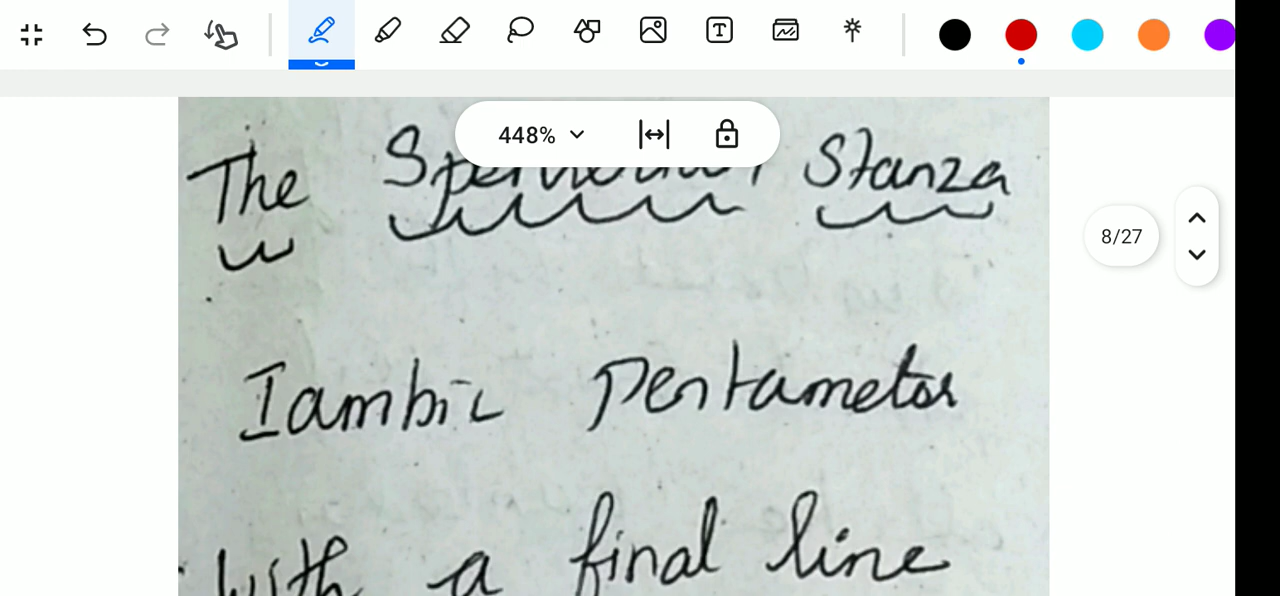 448%
The Stanza
8/27
Iambic Pentameter
with a final line